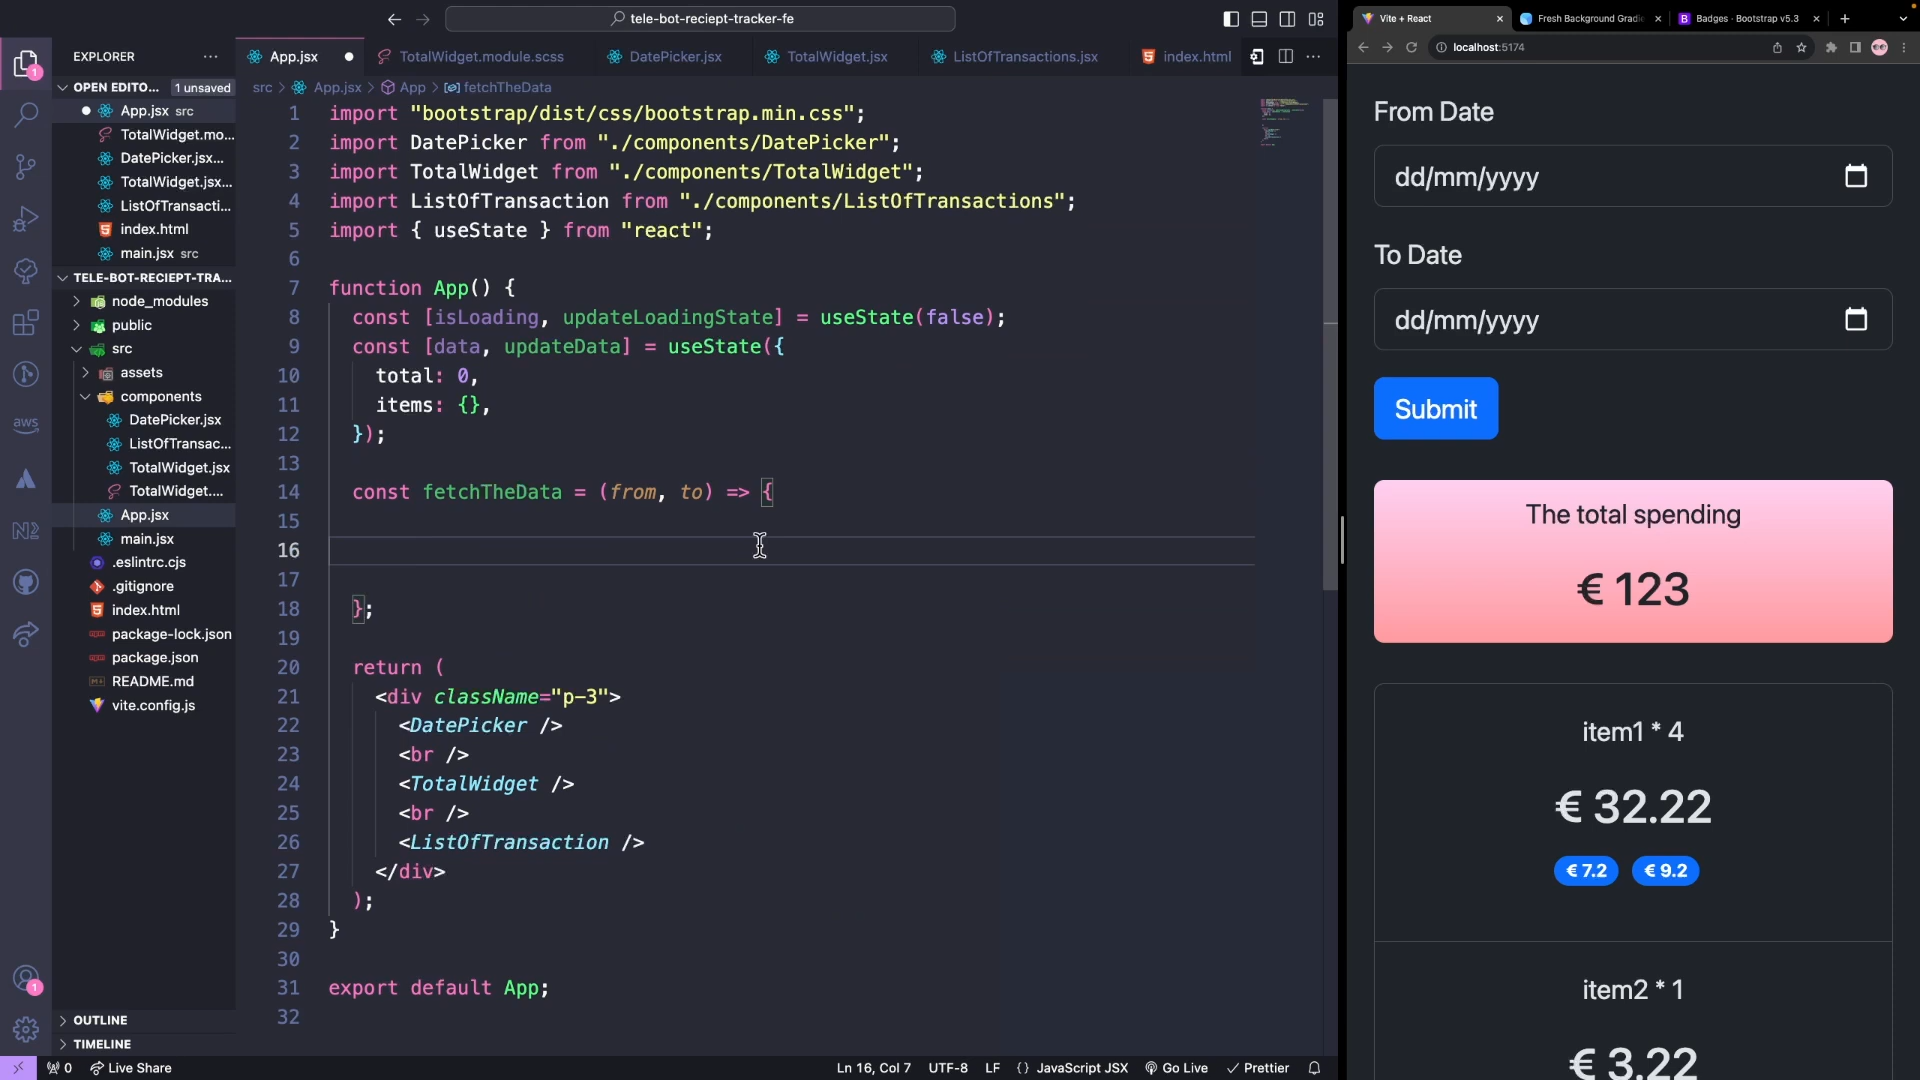 tele-bot-reciept-tracker-fe
EXPLORER
OPEN EDITO... 1 unsaved
App.jsx src
TotalWidget.mo...
DatePicker.jsx...
TotalWidget.jsx...
ListOfTransacti...
index.html
main.jsx src
TELE-BOT-RECIEPT-TRA...
node_modules
public
src
assets
components
DatePicker.jsx
ListOfTransac...
TotalWidget.jsx
TotalWidget....
App.jsx
main.jsx
.eslintrc.cjs
.gitignore
index.html
package-lock.json
package.json
README.md
vite.config.js
OUTLINE
TIMELINE
1
aws
1
App.jsx TotalWidget.module.scss DatePicker.jsx TotalWidget.jsx ListOfTransactions.jsx index.html
src > App.jsx > App > fetchTheData
1 import "bootstrap/dist/css/bootstrap.min.css";
2 import DatePicker from "./components/DatePicker";
3 import TotalWidget from "./components/TotalWidget";
4 import ListOfTransaction from "./components/ListOfTransactions";
5 import { useState } from "react";
6
7 function App() {
8 const [isLoading, updateLoadingState] = useState(false);
9 const [data, updateData] = useState({
10 total: 0,
11 items: {},
12 });
13
14 const fetchTheData = (from, to) => {
15
16
17
18 };
19
20 return (
21 <div className="p-3">
22 <DatePicker />
23 <br />
24 <TotalWidget />
25 <br />
26 <ListOfTransaction />
27 </div>
28 );
29 }
30
31 export default App;
32
0 Live Share Ln 16, Col 7 UTF-8 LF {} JavaScript JSX Go Live Prettier
Vite + React Fresh Background Gradie Badges · Bootstrap v5.3
localhost:5174
From Date
dd/mm/yyyy
To Date
dd/mm/yyyy
Submit
The total spending
€ 123
item1 * 4
€ 32.22
€ 7.2 € 9.2
item2 * 1
€ 3.22